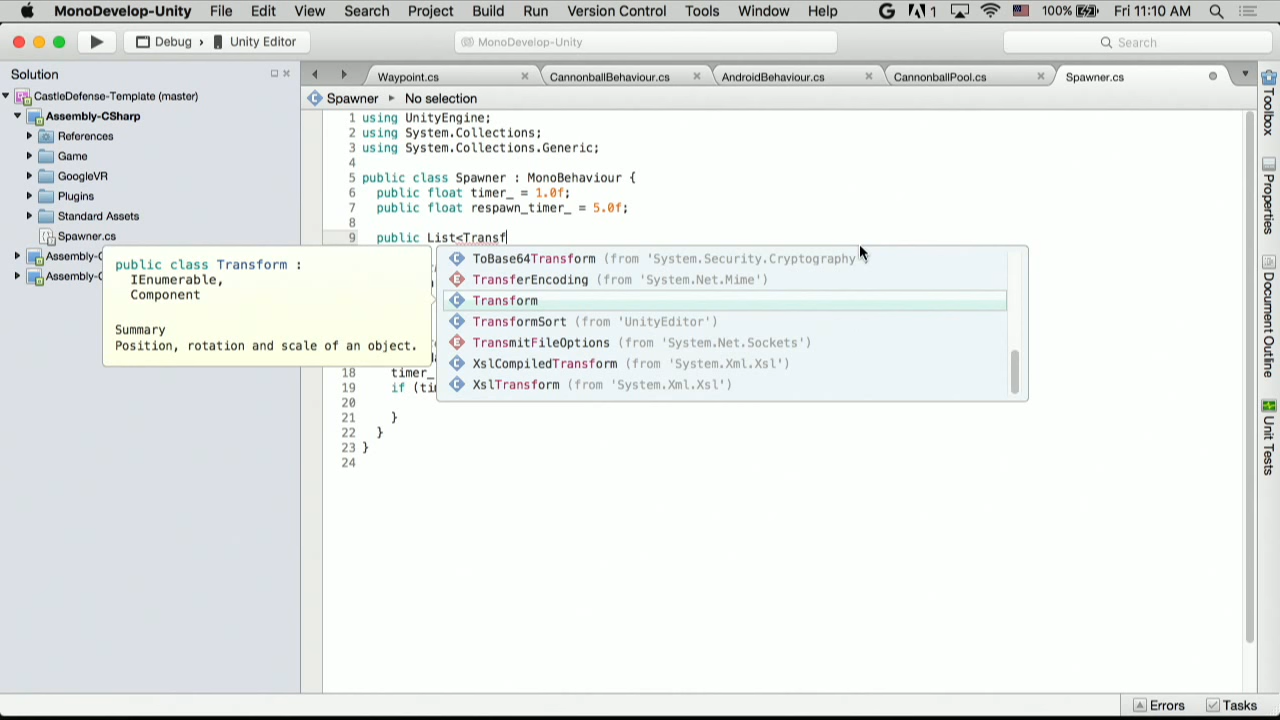 MonoDevelop-Unity File Edit View Search Project Build Run Version Control Tools Window Help 1 100% Fri 11:10 AM
Debug › Unity Editor MonoDevelop-Unity Search
Solution
CastleDefense-Template (master)
Assembly-CSharp
References
Game
GoogleVR
Plugins
Standard Assets
Spawner.cs
Assembly-C
Assembly-C
Waypoint.cs CannonballBehaviour.cs AndroidBehaviour.cs CannonballPool.cs Spawner.cs
Spawner No selection
1 using UnityEngine;
2 using System.Collections;
3 using System.Collections.Generic;
4
5 public class Spawner : MonoBehaviour {
6 public float timer_ = 1.0f;
7 public float respawn_timer_ = 5.0f;
8
9 public List<Transf
public class Transform :
IEnumerable,
Component
Summary
Position, rotation and scale of an object.
ToBase64Transform (from 'System.Security.Cryptography'
TransferEncoding (from 'System.Net.Mime')
Transform
TransformSort (from 'UnityEditor')
TransmitFileOptions (from 'System.Net.Sockets')
XslCompiledTransform (from 'System.Xml.Xsl')
XslTransform (from 'System.Xml.Xsl')
18 timer_
19 if (ti
20
21 }
22 }
23 }
24
Toolbox
Properties
Document Outline
Unit Tests
Errors Tasks